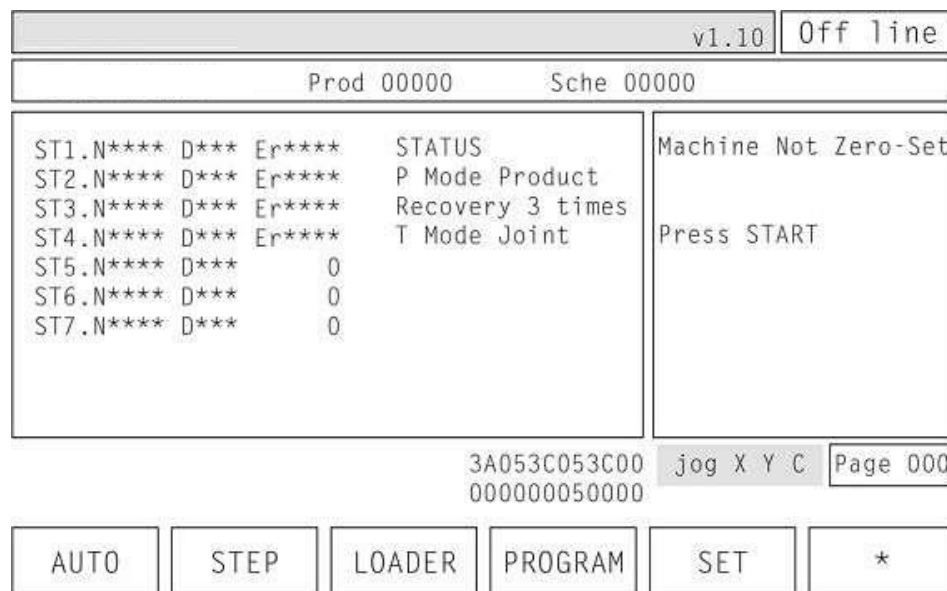 v1.10 Off line
Prod 00000 Sche 00000
ST1.N**** D*** Er**** STATUS
ST2.N**** D*** Er**** P Mode Product
ST3.N**** D*** Er**** Recovery 3 times
ST4.N**** D*** Er**** T Mode Joint
ST5.N**** D*** 0
ST6.N**** D*** 0
ST7.N**** D*** 0
Machine Not Zero-Set
Press START
3A053C053C00 jog X Y C Page 000
000000050000
AUTO STEP LOADER PROGRAM SET *